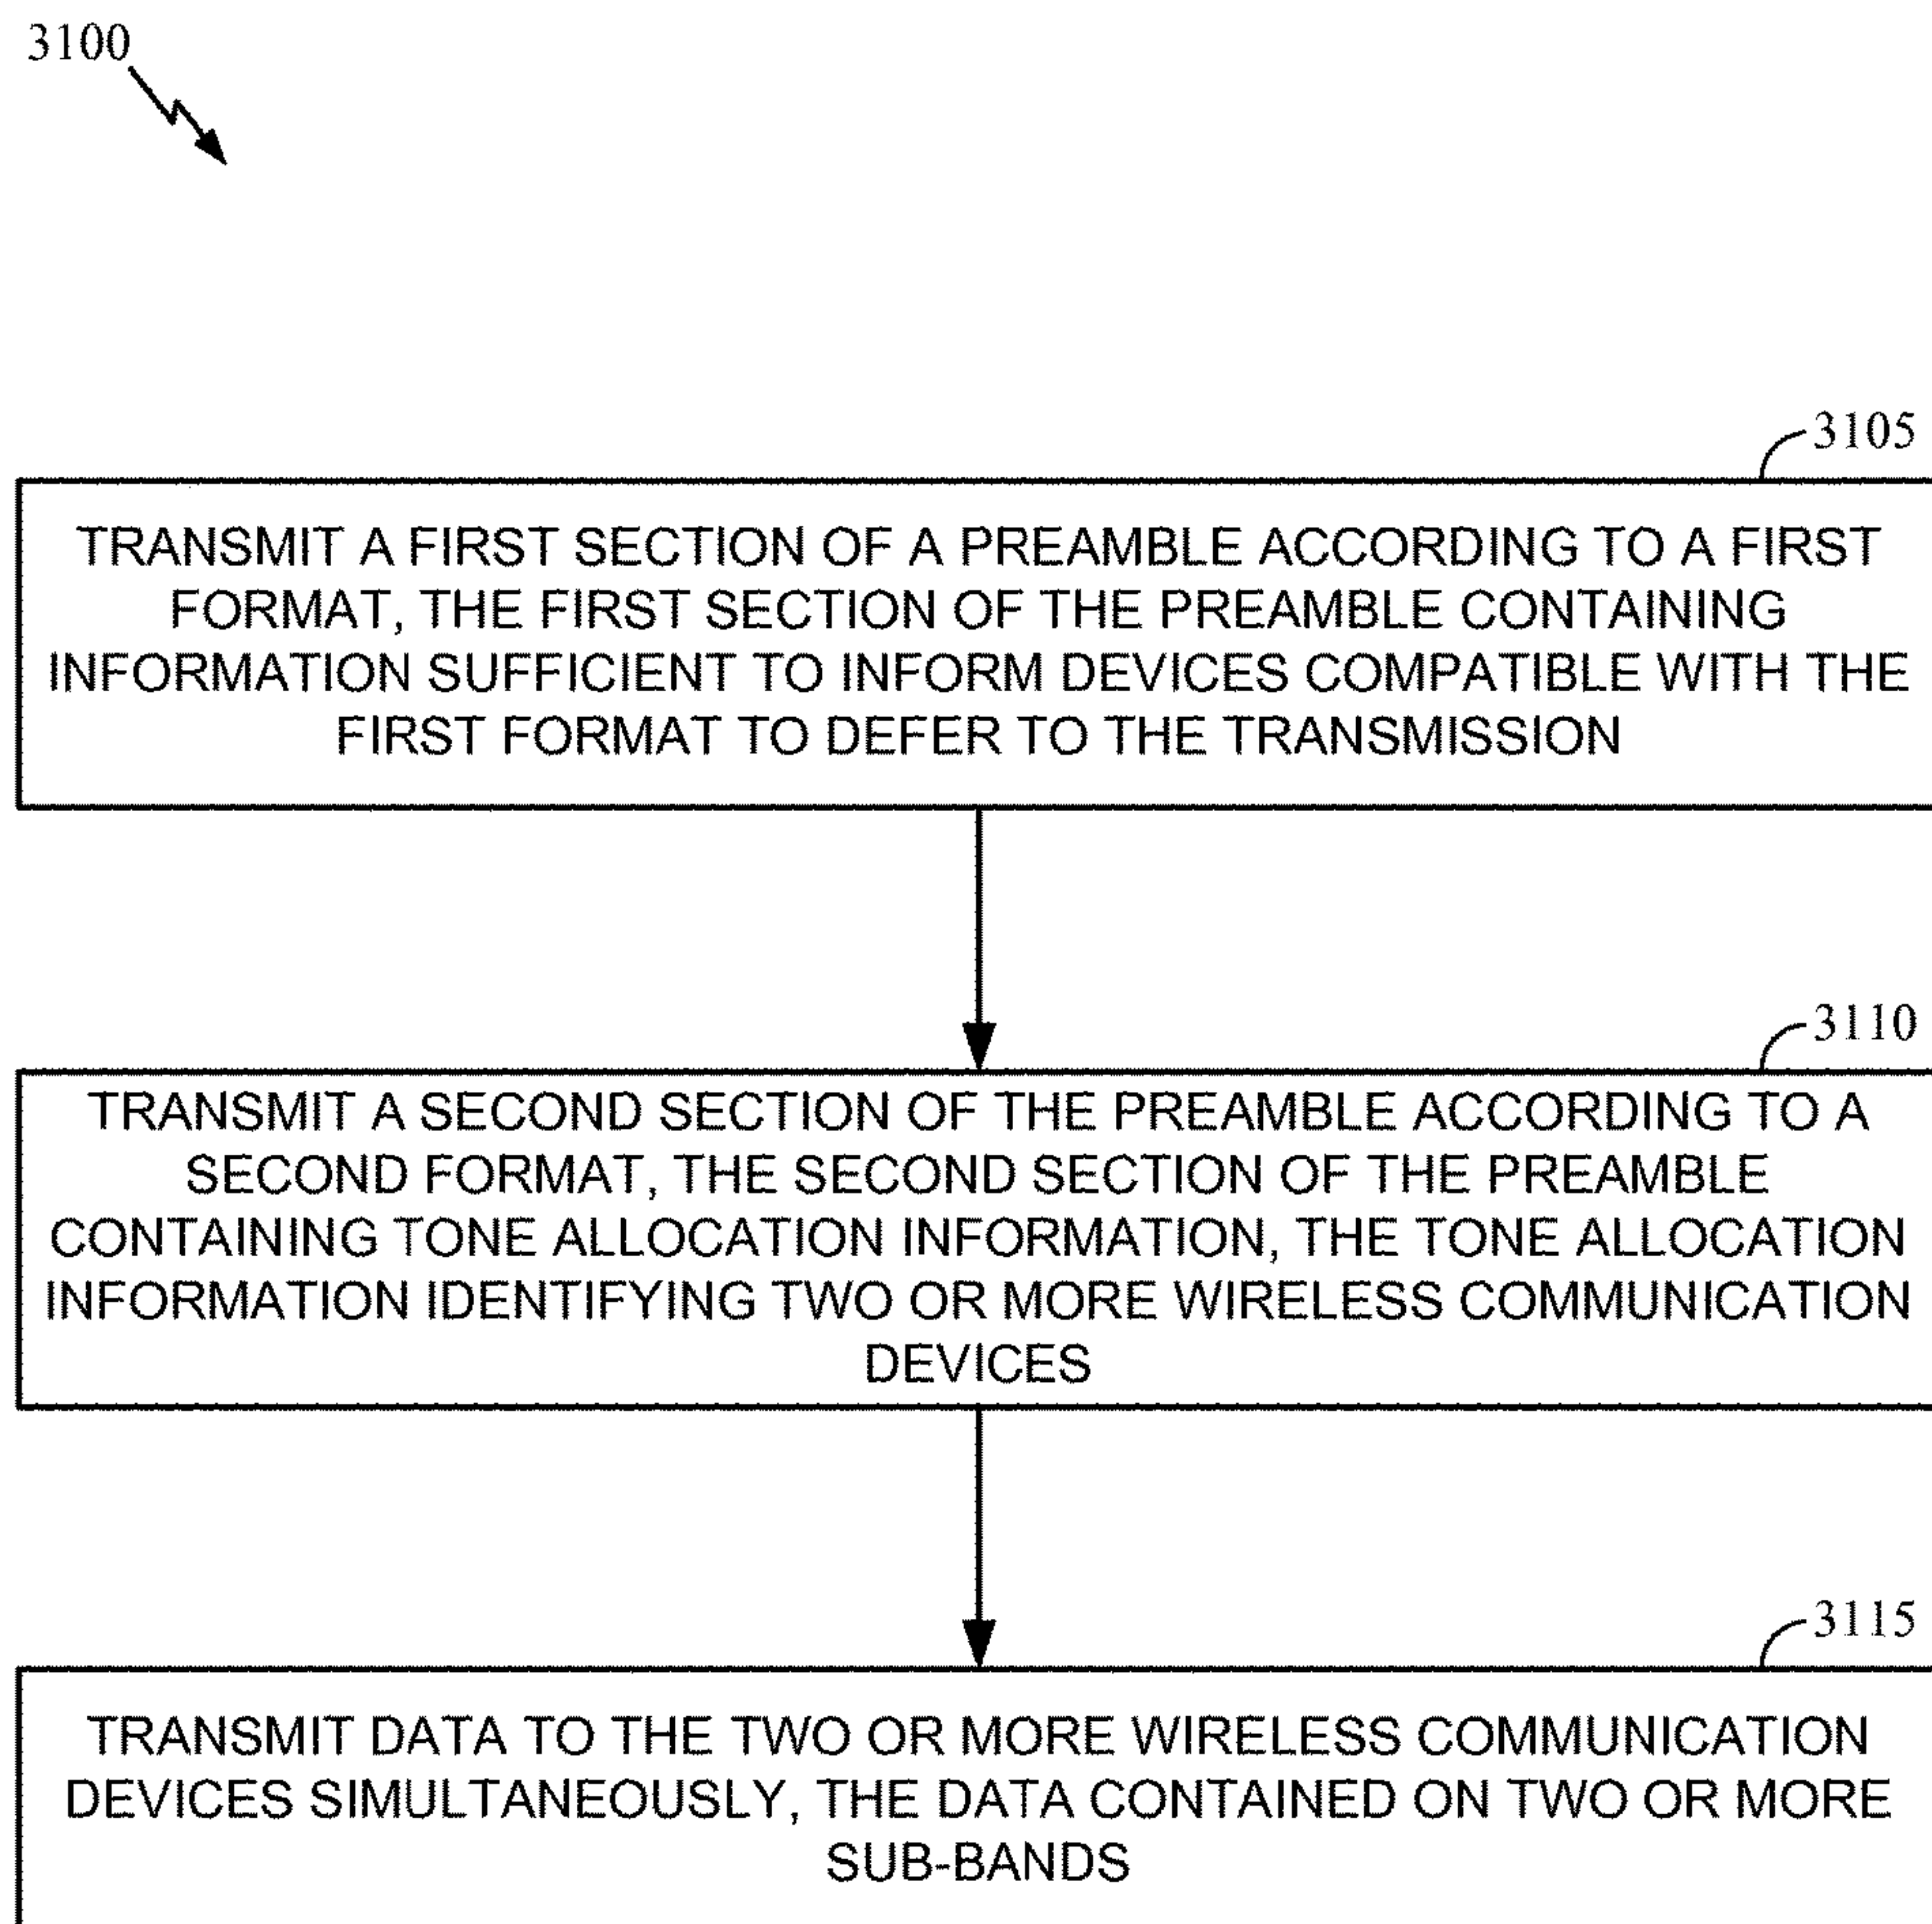 3100
3105
TRANSMIT A FIRST SECTION OF A PREAMBLE ACCORDING TO A FIRST
FORMAT, THE FIRST SECTION OF THE PREAMBLE CONTAINING
INFORMATION SUFFICIENT TO INFORM DEVICES COMPATIBLE WITH THE
FIRST FORMAT TO DEFER TO THE TRANSMISSION
3110
TRANSMIT A SECOND SECTION OF THE PREAMBLE ACCORDING TO A
SECOND FORMAT, THE SECOND SECTION OF THE PREAMBLE
CONTAINING TONE ALLOCATION INFORMATION, THE TONE ALLOCATION
INFORMATION IDENTIFYING TWO OR MORE WIRELESS COMMUNICATION
DEVICES
3115
TRANSMIT DATA TO THE TWO OR MORE WIRELESS COMMUNICATION
DEVICES SIMULTANEOUSLY, THE DATA CONTAINED ON TWO OR MORE
SUB-BANDS